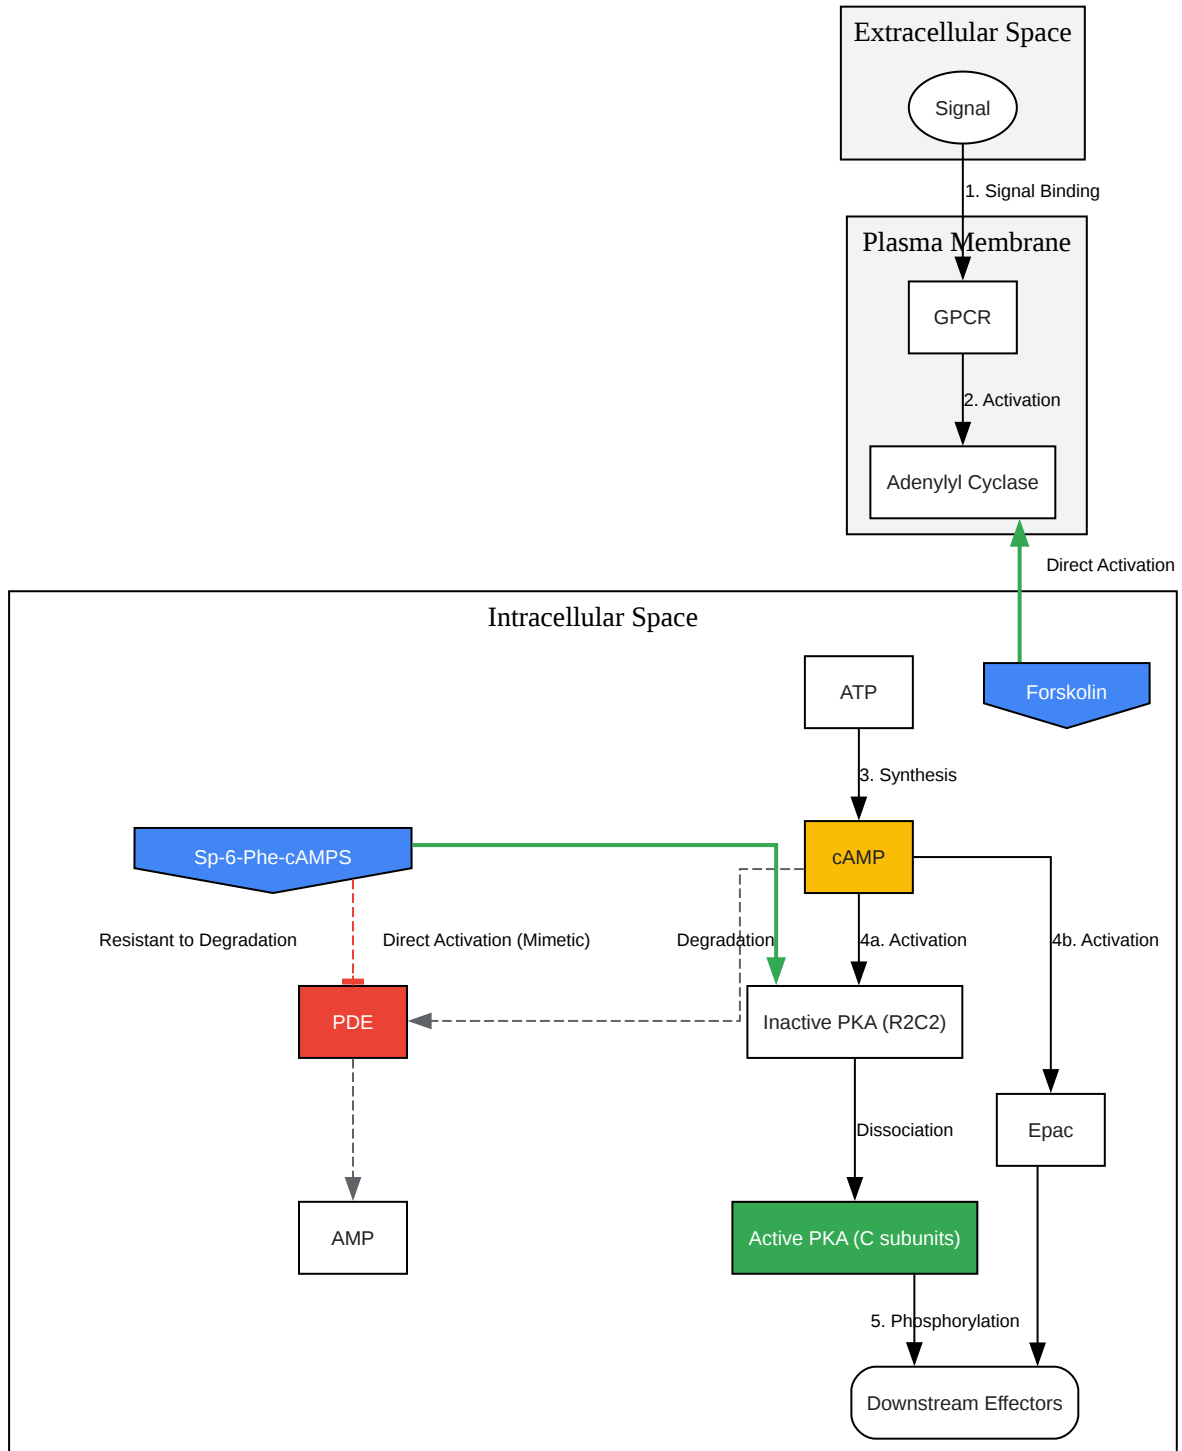 Extracellular Space
Signal
1. Signal Binding
Plasma Membrane
GPCR
2. Activation
Adenylyl Cyclase
Direct Activation
Intracellular Space
ATP
Forskolin
3. Synthesis
Sp-6-Phe-cAMPS
cAMP
Resistant to Degradation
Direct Activation (Mimetic)
Degradation
4a. Activation
4b. Activation
PDE
Inactive PKA (R2C2)
Dissociation
Epac
AMP
Active PKA (C subunits)
5. Phosphorylation
Downstream Effectors